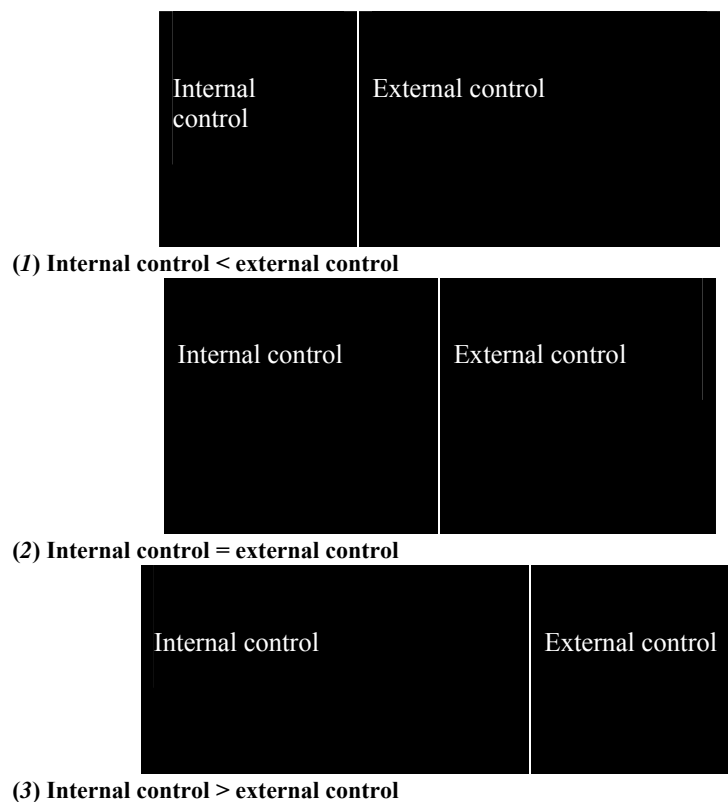 Internal
control
External control
(1) Internal control < external control
Internal control
External control
(2) Internal control = external control
Internal control
External control
(3) Internal control > external control